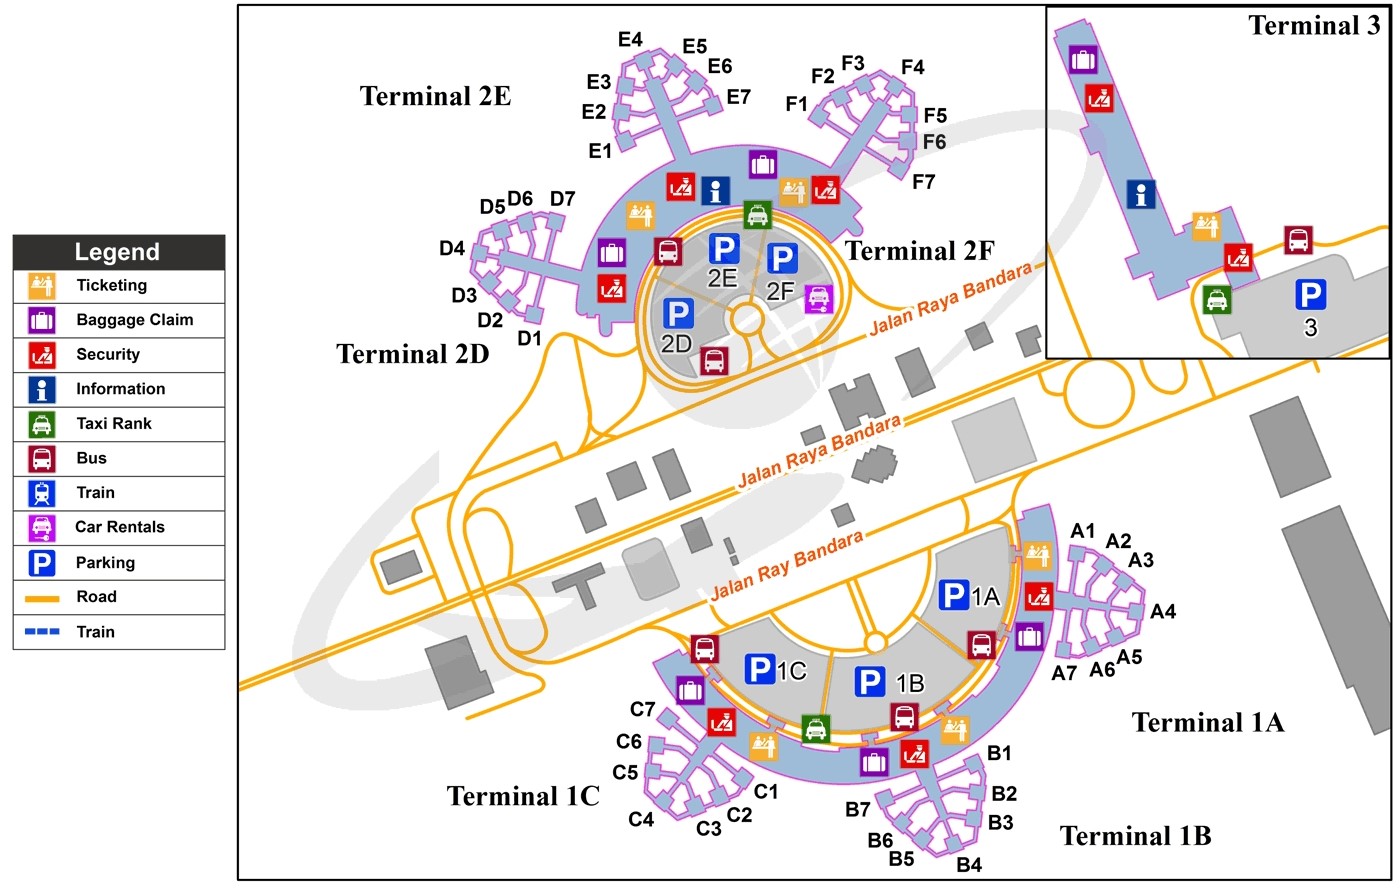 Legend
Ticketing
Baggage Claim
Security
Information
Taxi Rank
Bus
Train
Car Rentals
P Parking
Road
Train
Terminal 2E
E4
E5
E3
E6
E2
E7
E1
F3
F4
F2
F1
F5
F6
F7
Terminal 3
P
3
D6
D7
D5
D4
D3
D2
D1
Terminal 2D
P
2E
P
2F
P
2D
Terminal 2F
Jalan Raya Bandara
Jalan Raya Bandara
Jalan Ray Bandara
P 1A
P 1B
P 1C
A1
A2
A3
A4
A5
A6
A7
Terminal 1A
C7
C6
C5
C4
C3
C2
C1
Terminal 1C
B1
B2
B3
B4
B5
B6
B7
Terminal 1B